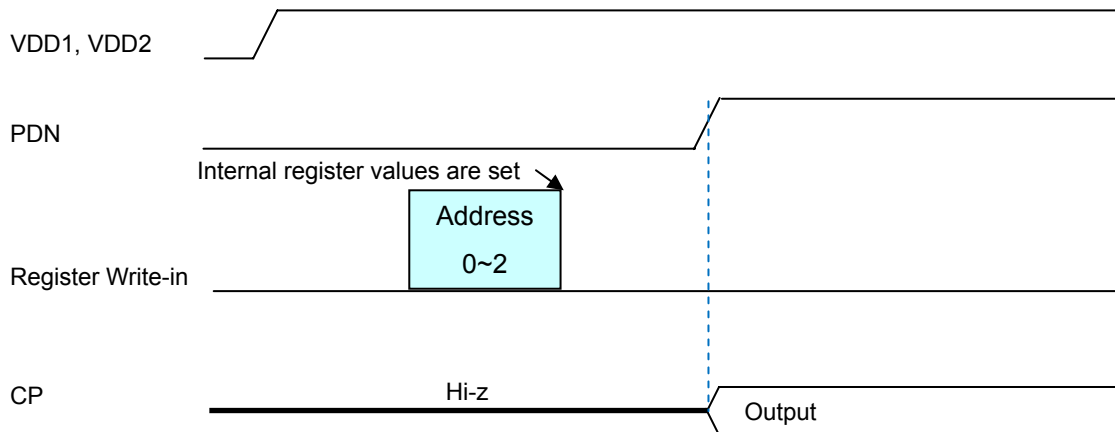 VDD1, VDD2
PDN
Internal register values are set
Address
0~2
Register Write-in
CP
Hi-z
Output